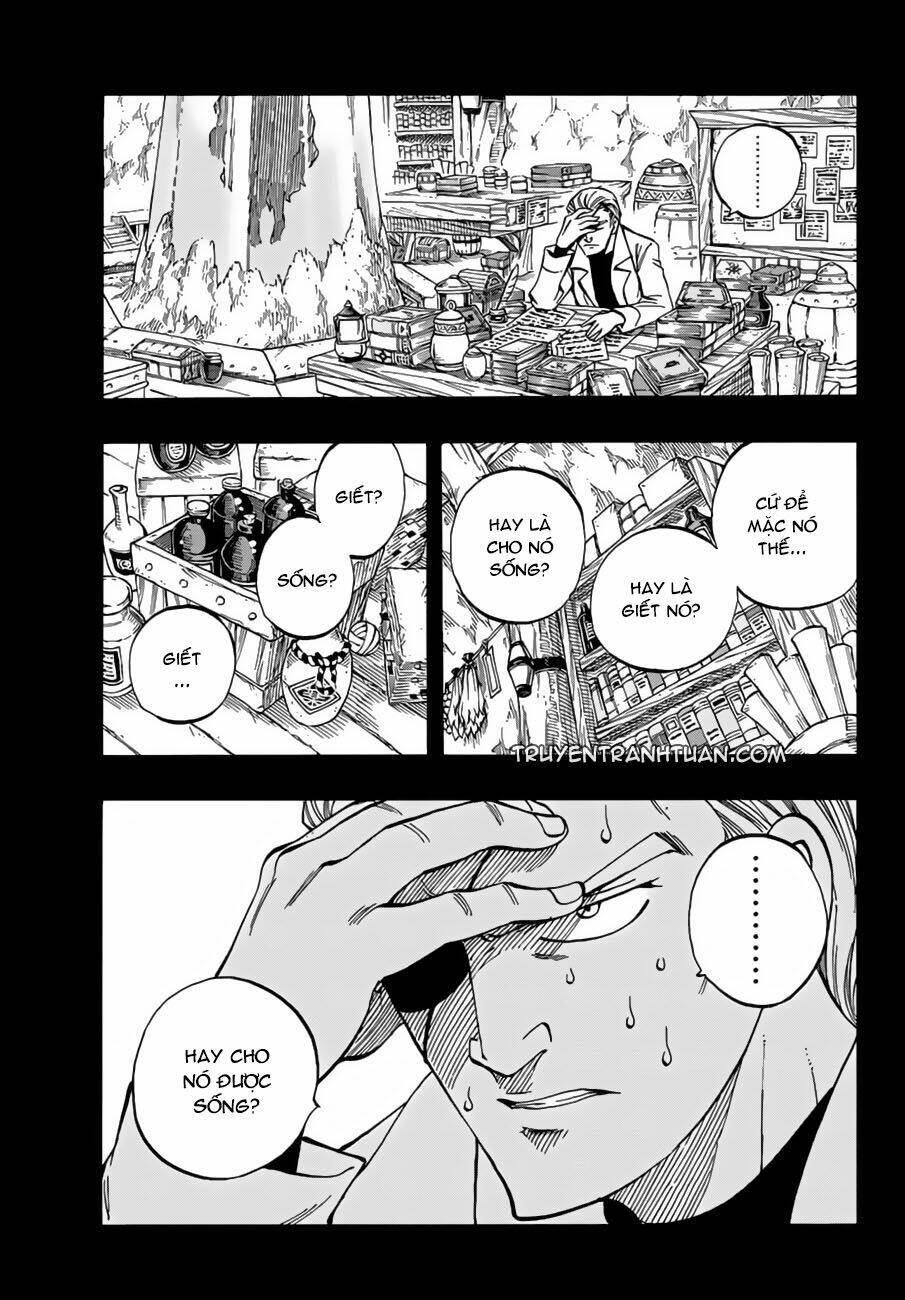 .........
CỨ ĐỂ
MẶC NÓ
THẾ...
HAY LÀ
GIẾT NÓ?
HAY LÀ
CHO NÓ
SỐNG?
GIẾT?
SỐNG?
GIẾT
...
TRUYENTRANHTUAN.COM
.........
HAY CHO
NÓ ĐƯỢC
SỐNG?